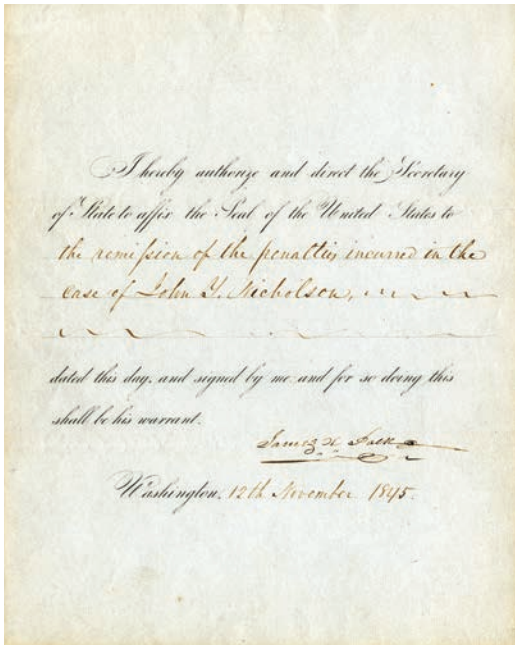 I hereby authorize and direct the Secretary
of State to affix the Seal of the United States to
the remission of the penalties incurred in the
case of John Y. Nicholson,
dated this day, and signed by me and for so doing this
shall be his warrant.
James K Polk
Washington, 12th November 1845.